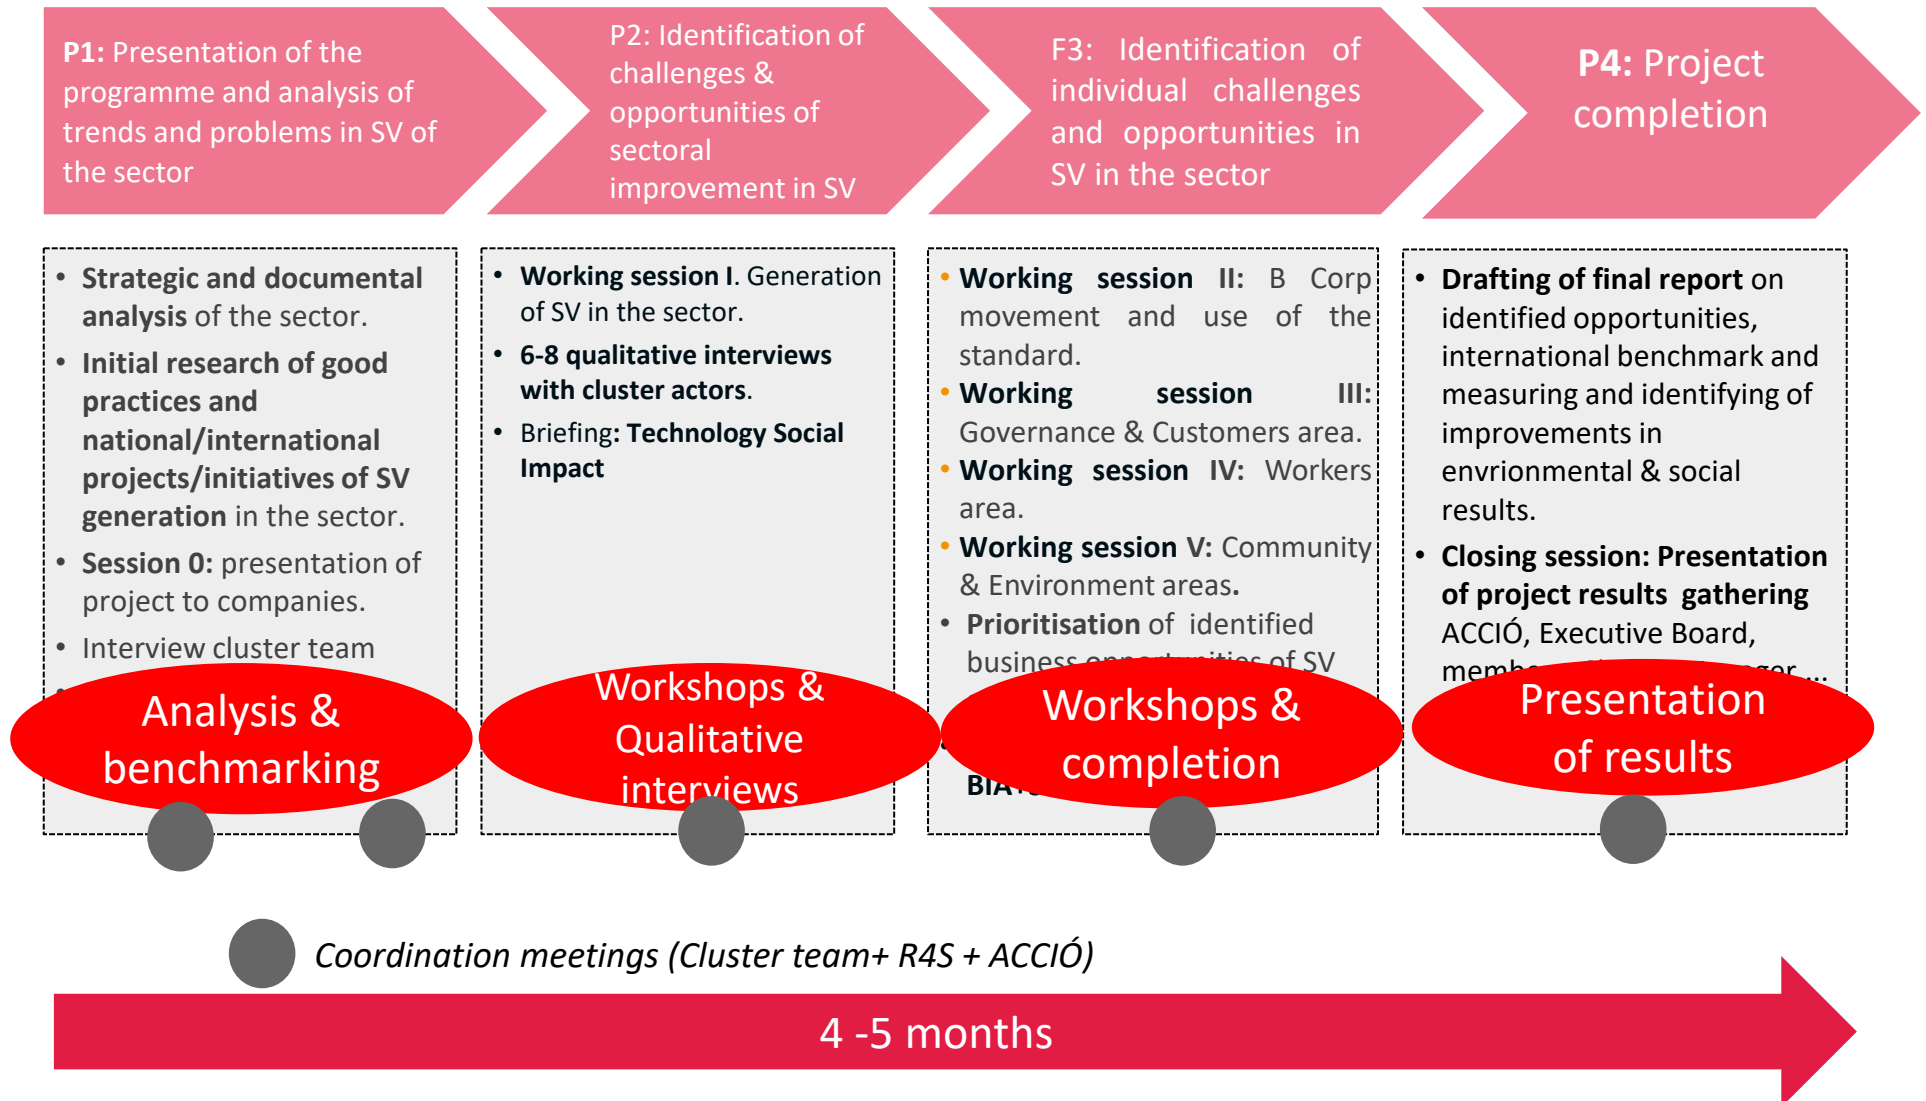 P1: Presentation of the
programme and analysis of
trends and problems in SV of
the sector
P2: Identification of
challenges &
opportunities of
sectoral
improvement in SV
F3: Identification of
individual challenges
and opportunities in
SV in the sector
P4: Project
completion
• Strategic and documental
analysis of the sector.
• Initial research of good
practices and
national/international
projects/initiatives of SV
generation in the sector.
• Session 0: presentation of
project to companies.
• Interview cluster team
Analysis &
benchmarking
• Working session I. Generation
of SV in the sector.
• 6-8 qualitative interviews
with cluster actors.
• Briefing: Technology Social
Impact
Workshops &
Qualitative
interviews
• Working session II: B Corp
movement and use of the
standard.
• Working session III:
Governance & Customers area.
• Working session IV: Workers
area.
• Working session V: Community
& Environment areas.
• Prioritisation of identified
business opportunities of SV
BIA
Workshops &
completion
• Drafting of final report on
identified opportunities,
international benchmark and
measuring and identifying of
improvements in
envrionmental & social
results.
• Closing session: Presentation
of project results gathering
ACCIÓ, Executive Board,
Presentation
of results
Coordination meetings (Cluster team+ R4S + ACCIÓ)
4 -5 months